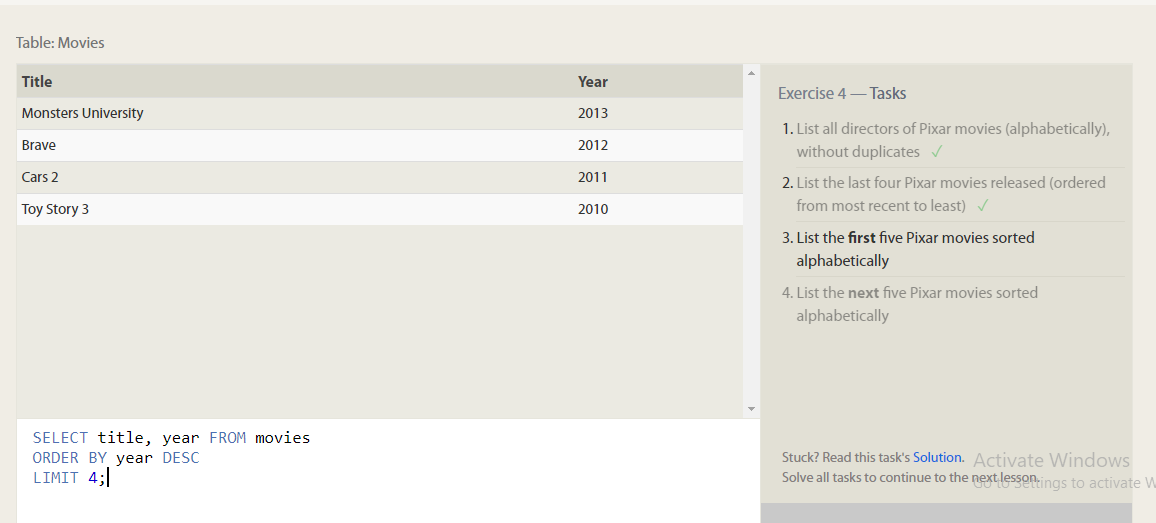 Table: Movies
Title Year
Monsters University 2013
Brave 2012
Cars 2 2011
Toy Story 3 2010
SELECT title, year FROM movies
ORDER BY year DESC
LIMIT 4;
Exercise 4 — Tasks
1. List all directors of Pixar movies (alphabetically),
without duplicates ✓
2. List the last four Pixar movies released (ordered
from most recent to least) ✓
3. List the first five Pixar movies sorted
alphabetically
4. List the next five Pixar movies sorted
alphabetically
Stuck? Read this task's Solution.
Solve all tasks to continue to the next lesson.
Activate Windows
Go to Settings to activate W